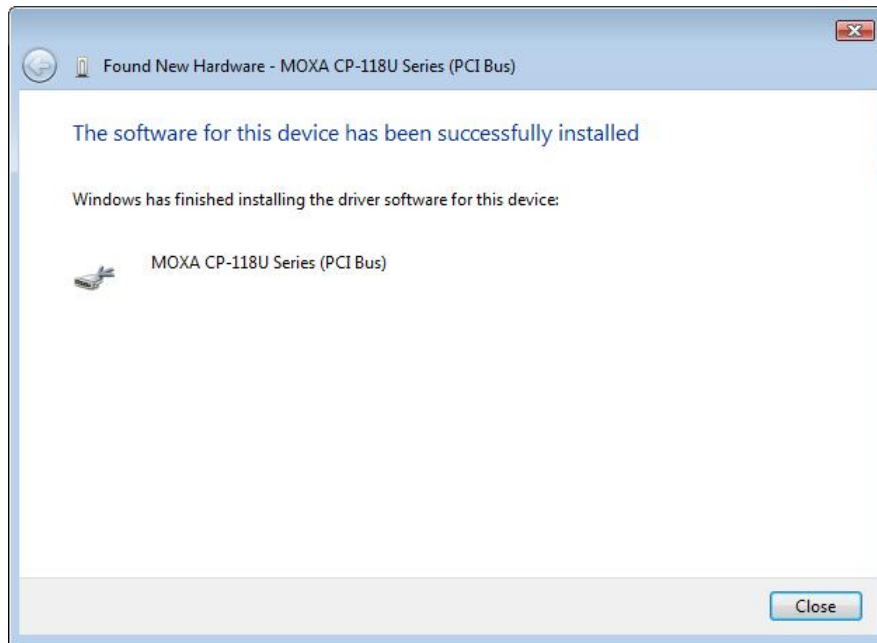 Found New Hardware - MOXA CP-118U Series (PCI Bus)
The software for this device has been successfully installed
Windows has finished installing the driver software for this device:
MOXA CP-118U Series (PCI Bus)
Close